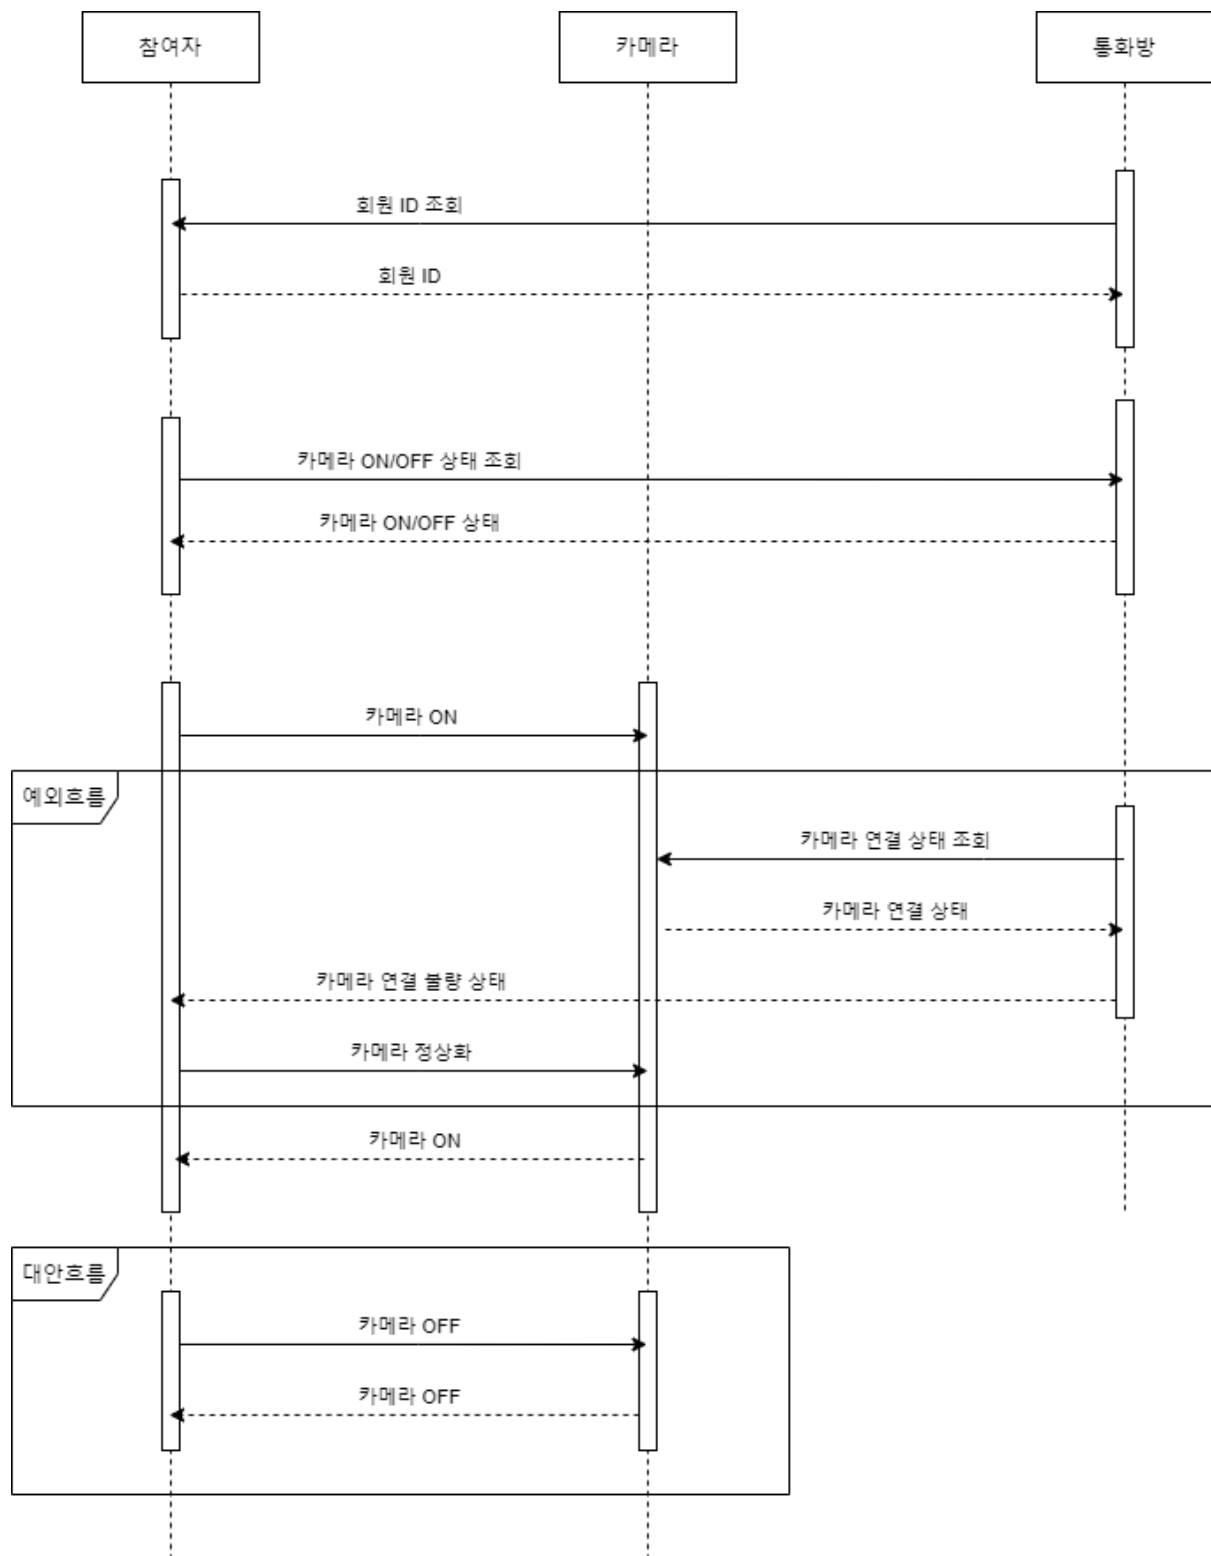 참여자
카메라
통화방
회원 ID 조회
회원 ID
카메라 ON/OFF 상태 조회
카메라 ON/OFF 상태
카메라 ON
예외흐름
카메라 연결 상태 조회
카메라 연결 상태
카메라 연결 불량 상태
카메라 정상화
카메라 ON
대안흐름
카메라 OFF
카메라 OFF